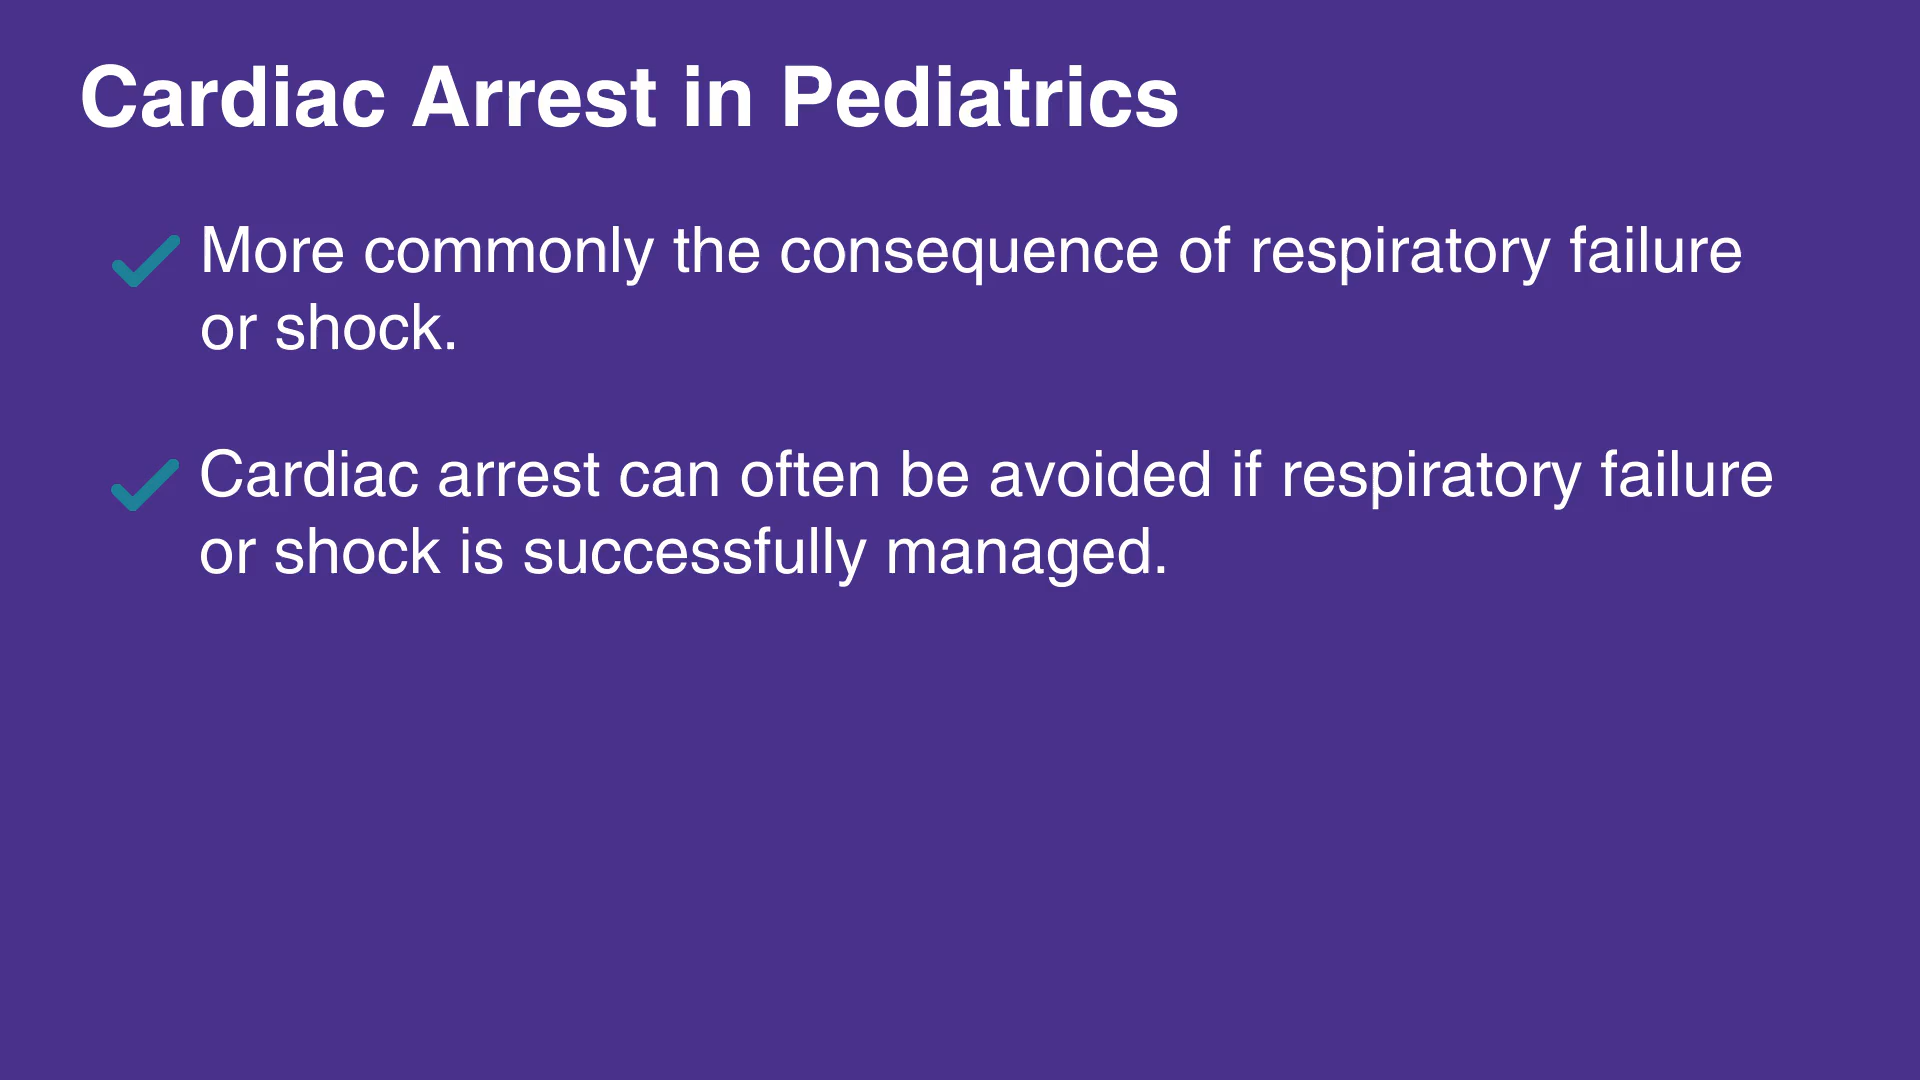 Cardiac Arrest in Pediatrics
More commonly the consequence of respiratory failure
or shock.
Cardiac arrest can often be avoided if respiratory failure
or shock is successfully managed.